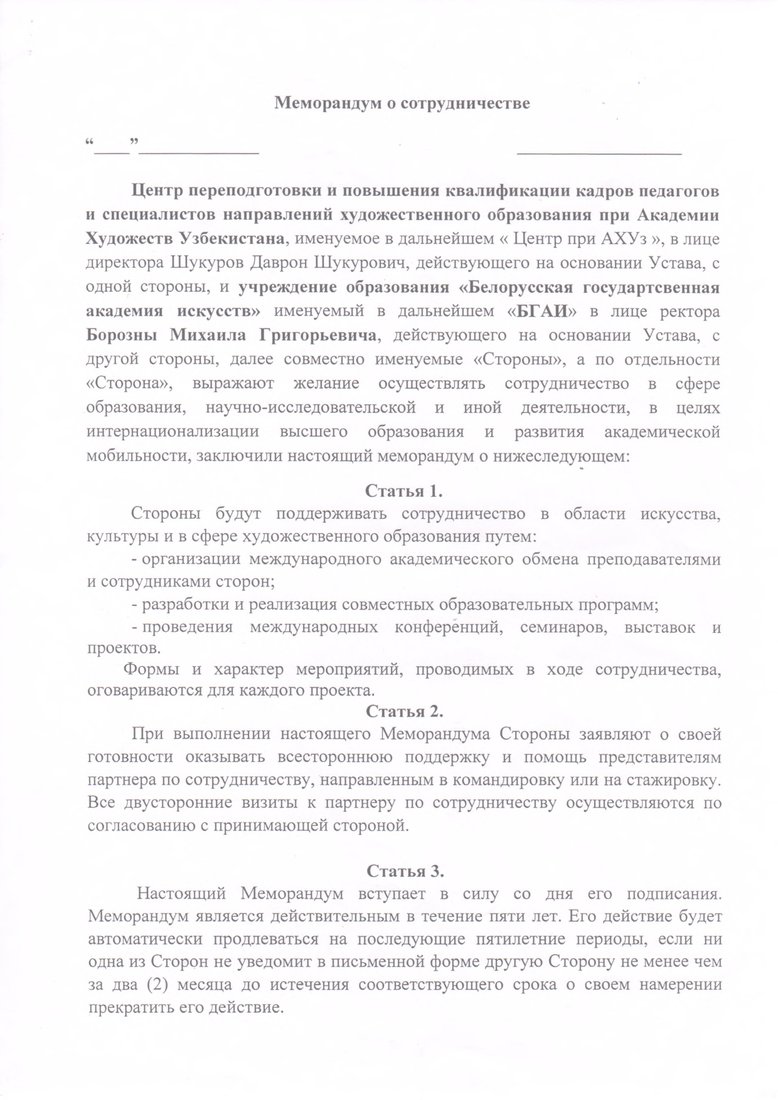 Меморандум о сотрудничестве
“____”______________ ___________________
Центр переподготовки и повышения квалификации кадров педагогов
и специалистов направлений художественного образования при Академии
Художеств Узбекистана, именуемое в дальнейшем « Центр при АХУз », в лице
директора Шукуров Даврон Шукурович, действующего на основании Устава, с
одной стороны, и учреждение образования «Белорусская государтсвенная
академия искусств» именуемый в дальнейшем «БГАИ» в лице ректора
Борозны Михаила Григорьевича, действующего на основании Устава, с
другой стороны, далее совместно именуемые «Стороны», а по отдельности
«Сторона», выражают желание осуществлять сотрудничество в сфере
образования, научно-исследовательской и иной деятельности, в целях
интернационализации высшего образования и развития академической
мобильности, заключили настоящий меморандум о нижеследующем:
Статья 1.
Стороны будут поддерживать сотрудничество в области искусства,
культуры и в сфере художественного образования путем:
- организации международного академического обмена преподавателями
и сотрудниками сторон;
- разработки и реализация совместных образовательных программ;
- проведения международных конференций, семинаров, выставок и
проектов.
Формы и характер мероприятий, проводимых в ходе сотрудничества,
оговариваются для каждого проекта.
Статья 2.
При выполнении настоящего Меморандума Стороны заявляют о своей
готовности оказывать всестороннюю поддержку и помощь представителям
партнера по сотрудничеству, направленным в командировку или на стажировку.
Все двусторонние визиты к партнеру по сотрудничеству осуществляются по
согласованию с принимающей стороной.
Статья 3.
Настоящий Меморандум вступает в силу со дня его подписания.
Меморандум является действительным в течение пяти лет. Его действие будет
автоматически продлеваться на последующие пятилетние периоды, если ни
одна из Сторон не уведомит в письменной форме другую Сторону не менее чем
за два (2) месяца до истечения соответствующего срока о своем намерении
прекратить его действие.